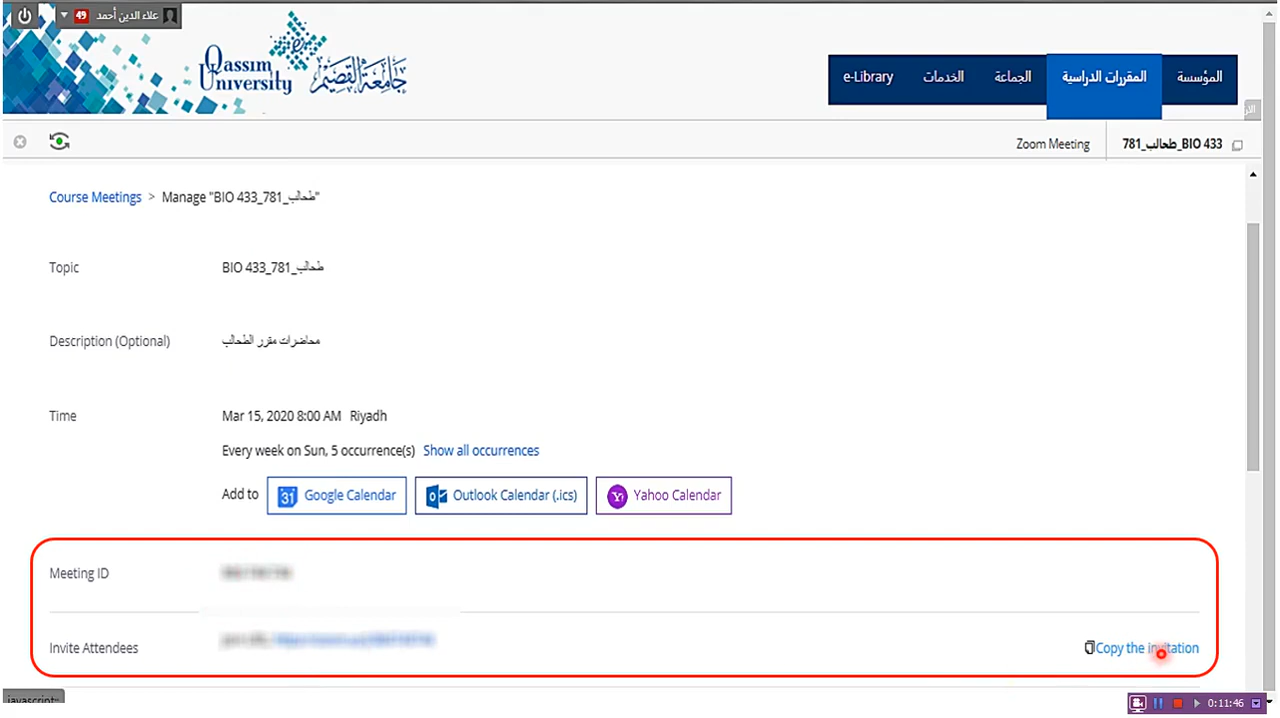 علاء الدين أحمد 49
Qassim
University
جامعة القصيم
e-Library الخدمات الجماعة المقررات الدراسية المؤسسة
Zoom Meeting
BIO 433_طحالب_781
Course Meetings > Manage "BIO 433_781_طحالب"
Topic BIO 433_781_طحالب
Description (Optional) محاضرات مقرر الطحالب
Time Mar 15, 2020 8:00 AM Riyadh
Every week on Sun, 5 occurrence(s) Show all occurrences
Add to 31 Google Calendar Outlook Calendar (.ics) Yahoo Calendar
Meeting ID
Invite Attendees Copy the invitation
javascript:
0:11:46